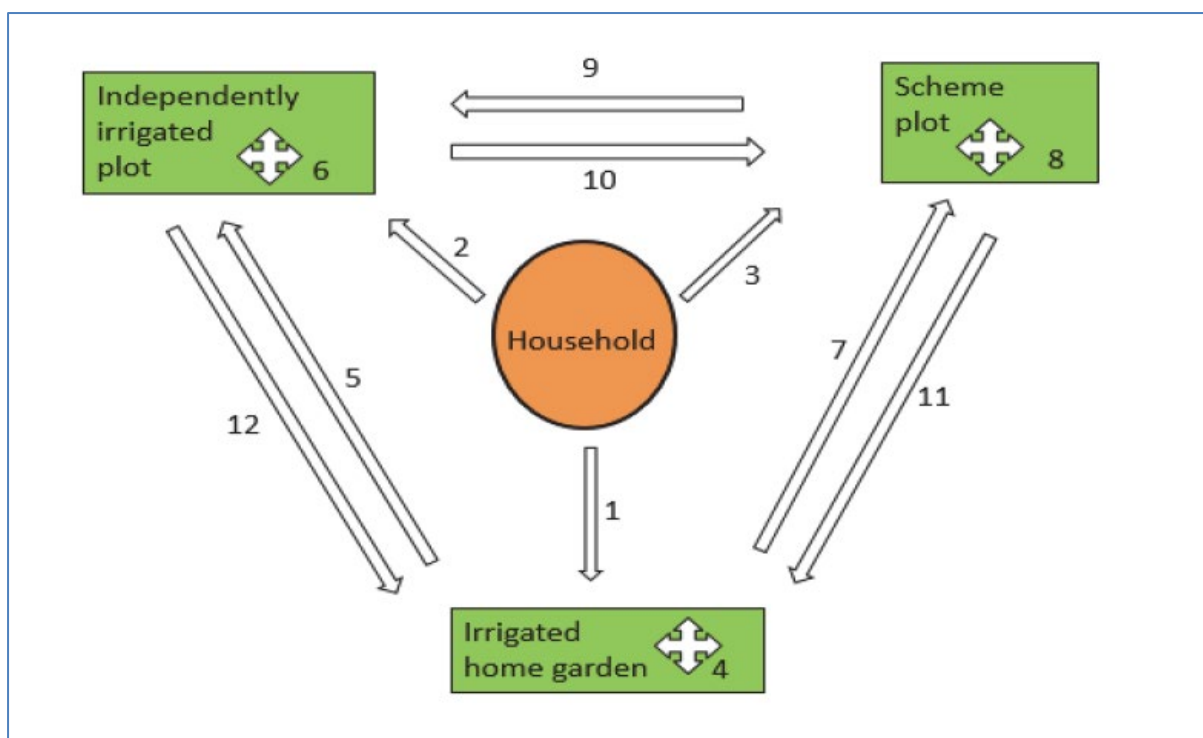 9
Independently
irrigated
plot
6
Scheme
plot
8
10
2
3
Household
5
7
12
11
1
Irrigated
home garden
4